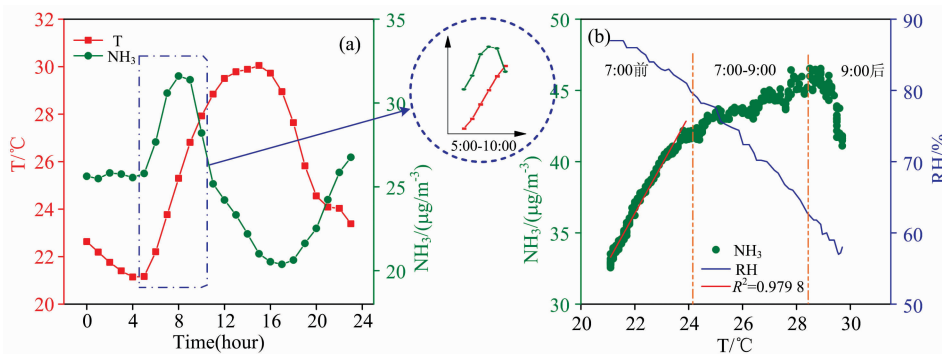 32
30
28
26
24
22
20
T/℃
T
NH₃
(a)
35
30
25
20
NH₃/(μg/m⁻³)
0 4 8 12 16 20 24
Time(hour)
5:00-10:00
50
45
40
35
30
NH₃/(μg/m⁻³)
(b)
7:00前
7:00-9:00
9:00后
NH₃
RH
R²=0.979 8
90
80
70
60
50
RH/%
20 22 24 26 28 30
T/℃